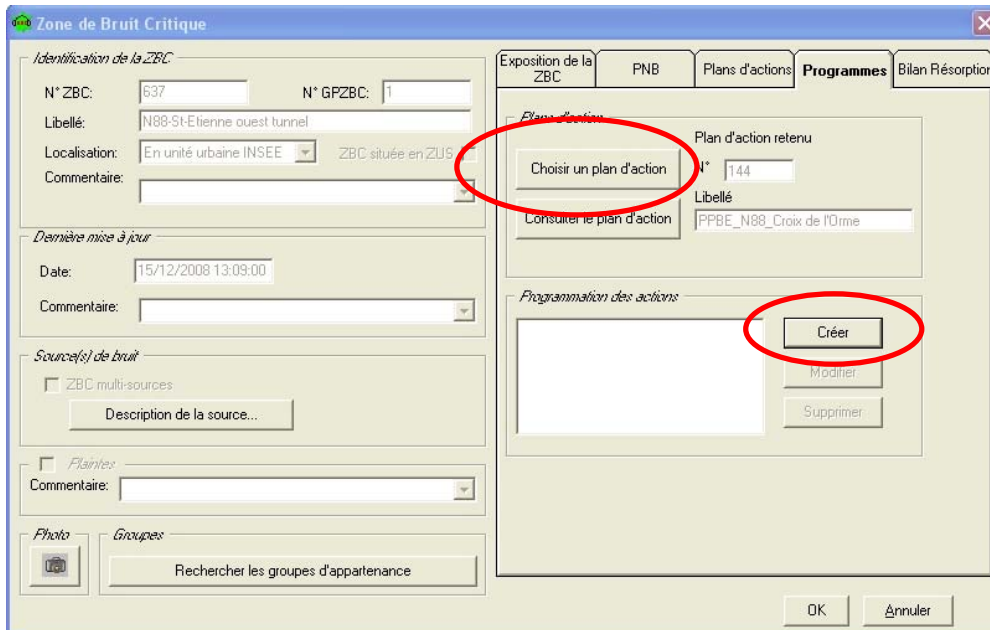 Zone de Bruit Critique
Identification de la ZBC
N° ZBC: 637 N° GPZBC: 1
Libellé: N88-St-Etienne ouest tunnel
Localisation: En unité urbaine INSEE ZBC située en ZUS
Commentaire:
Dernière mise à jour
Date: 15/12/2008 13:09:00
Commentaire:
Source(s) de bruit
ZBC multi-sources
Description de la source...
Plaintes
Commentaire:
Photo
Groupes
Rechercher les groupes d'appartenance
Exposition de la
ZBC
PNB
Plans d'actions
Programmes
Bilan Résorption
Plans d'action
Choisir un plan d'action
Consulter le plan d'action
Plan d'action retenu
N° 144
Libellé
PPBE_N88_Croix de l'Orme
Programmation des actions
Créer
Modifier
Supprimer
OK
Annuler